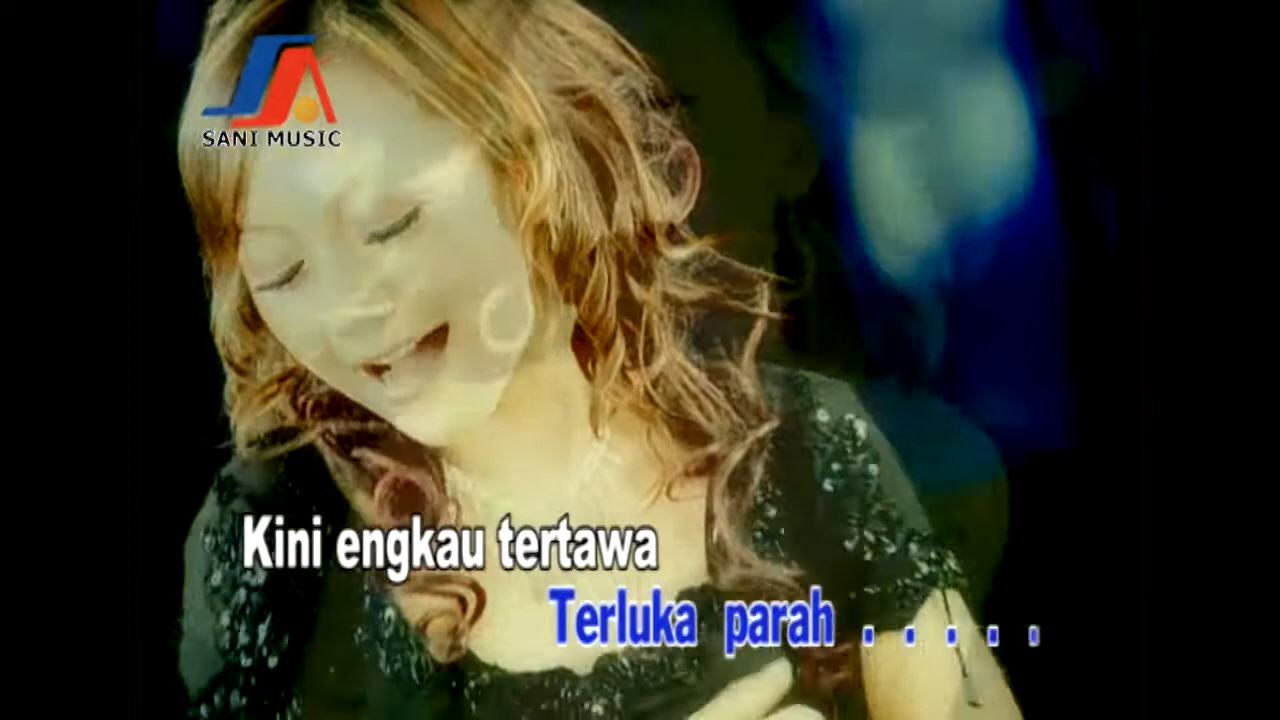 SANI MUSIC
Kini engkau tertawa
Terluka parah . . . . .